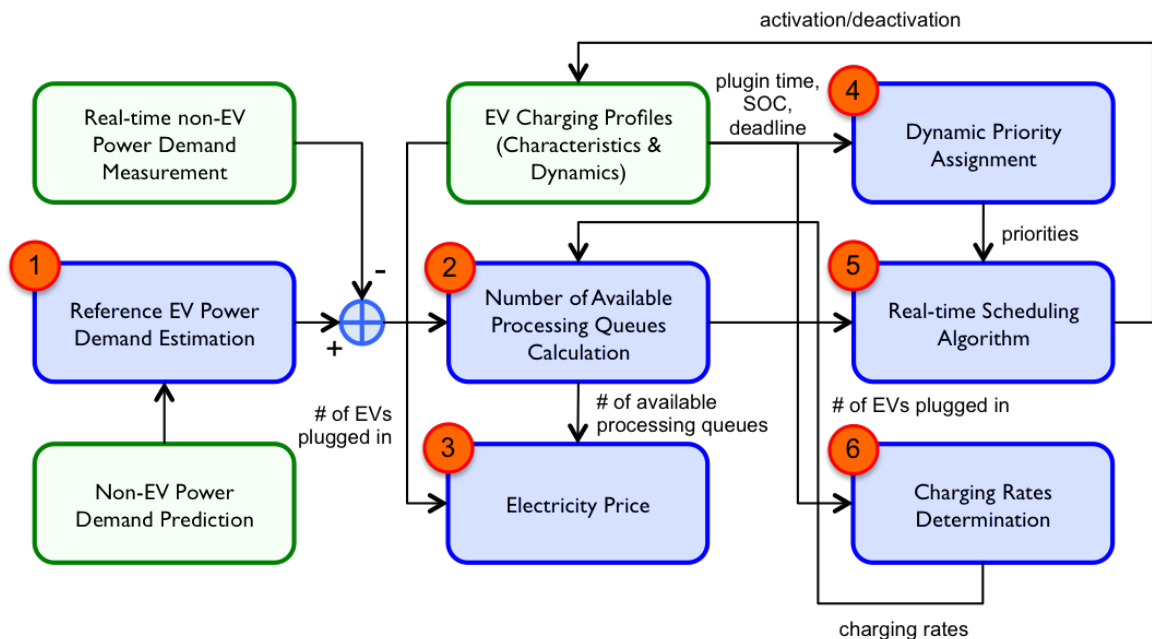 activation/deactivation
Real-time non-EV
Power Demand
Measurement
EV Charging Profiles
(Characteristics &
Dynamics)
plugin time,
SOC,
deadline
4
Dynamic Priority
Assignment
priorities
1
Reference EV Power
Demand Estimation
-
+
2
Number of Available
Processing Queues
Calculation
5
Real-time Scheduling
Algorithm
# of EVs
plugged in
# of available
processing queues
# of EVs plugged in
Non-EV Power
Demand Prediction
3
Electricity Price
6
Charging Rates
Determination
charging rates